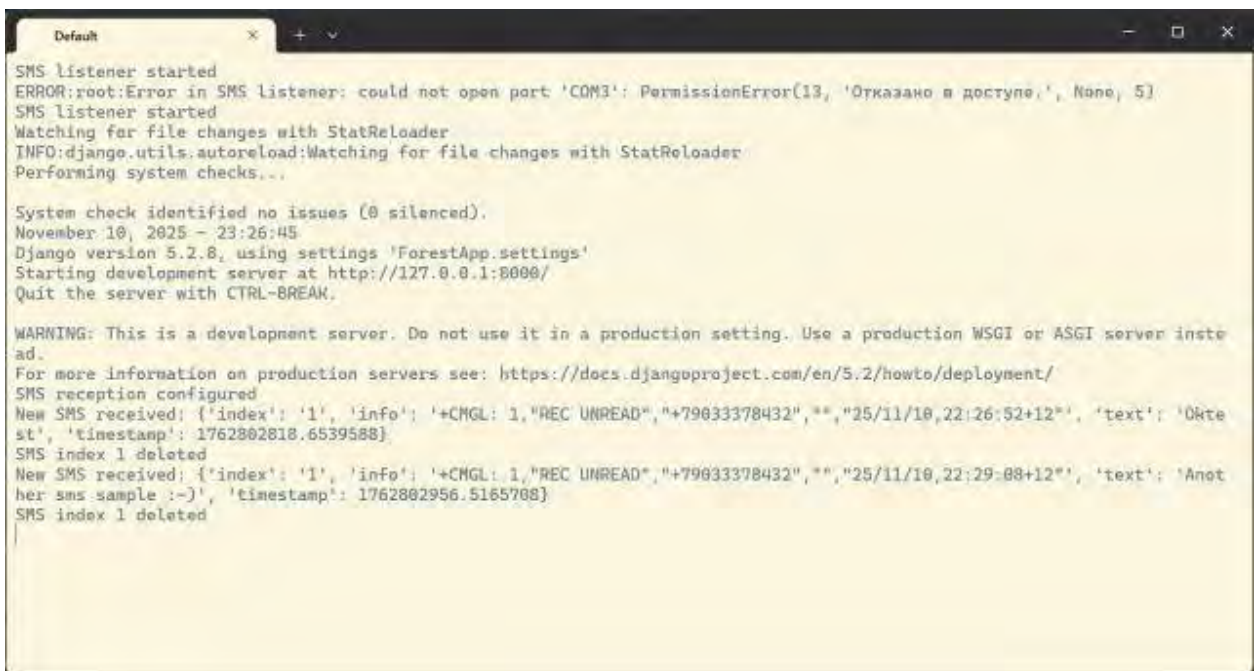 Default
SMS listener started
ERROR:root:Error in SMS listener: could not open port 'COM3': PermissionError(13, 'Отказано в доступе.', None, 5)
SMS listener started
Watching for file changes with StatReloader
INFO:django.utils.autoreload:Watching for file changes with StatReloader
Performing system checks...
System check identified no issues (0 silenced).
November 10, 2025 - 23:26:45
Django version 5.2.8, using settings 'ForestApp.settings'
Starting development server at http://127.0.0.1:8000/
Quit the server with CTRL-BREAK.
WARNING: This is a development server. Do not use it in a production setting. Use a production WSGI or ASGI server inste
ad.
For more information on production servers see: https://docs.djangoproject.com/en/5.2/howto/deployment/
SMS reception configured
New SMS received: {'index': '1', 'info': '+CMGL: 1,"REC UNREAD","+79033378432","","25/11/10,22:26:52+12"', 'text': 'Okte
st', 'timestamp': 1762802818.6539588}
SMS index 1 deleted
New SMS received: {'index': '1', 'info': '+CMGL: 1,"REC UNREAD","+79033378432","","25/11/10,22:29:08+12"', 'text': 'Anot
her sms sample :-)', 'timestamp': 1762802956.5165708}
SMS index 1 deleted